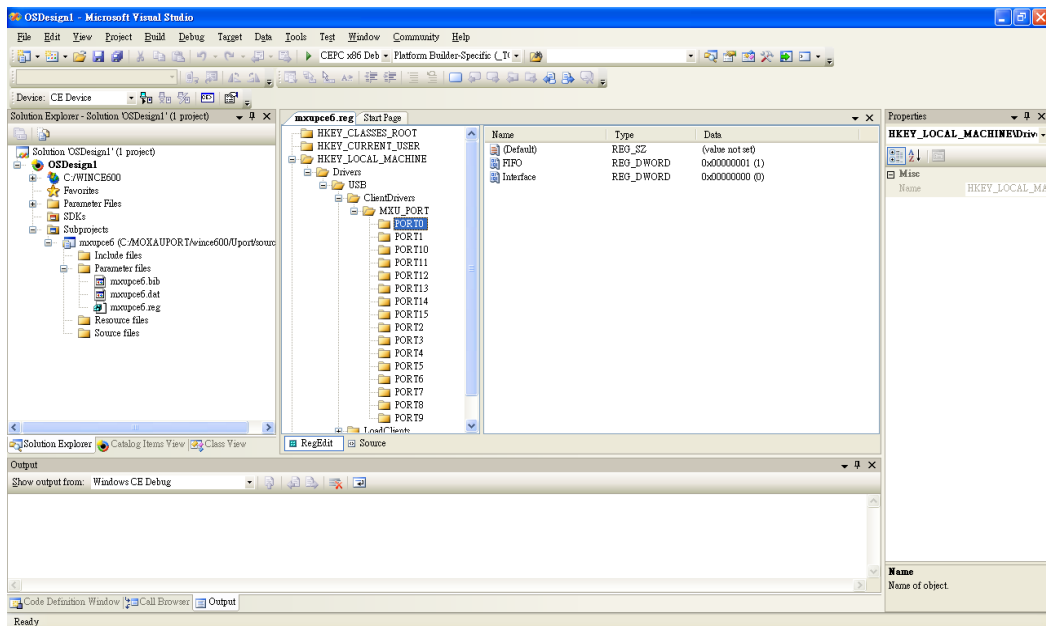 OSDesign1 - Microsoft Visual Studio
File Edit View Project Build Debug Target Data Tools Test Window Community Help
CEPC x86 Deb Platform Builder-Specific (_T(
Device: CE Device
Solution Explorer - Solution 'OSDesign1' (1 project)
Solution 'OSDesign1' (1 project)
OSDesign1
C:/WINCE600
Favorites
Parameter Files
SDKs
Subprojects
mxupce6 (C:/MOXAUPORT/wince600/Uport/sourc
Include files
Parameter files
mxupce6.bib
mxupce6.dat
mxupce6.reg
Resource files
Source files
Solution Explorer Catalog Items View Class View
mxupce6.reg Start Page
HKEY_CLASSES_ROOT
HKEY_CURRENT_USER
HKEY_LOCAL_MACHINE
Drivers
USB
ClientDrivers
MXU_PORT
PORT0
PORT1
PORT10
PORT11
PORT12
PORT13
PORT14
PORT15
PORT2
PORT3
PORT4
PORT5
PORT6
PORT7
PORT8
PORT9
LoadClients
RegEdit Source
Name Type Data
(Default) REG_SZ (value not set)
FIFO REG_DWORD 0x00000001 (1)
Interface REG_DWORD 0x00000000 (0)
Properties
HKEY_LOCAL_MACHINE\Driv
Misc
Name HKEY_LOCAL_MA
Name
Name of object.
Output
Show output from: Windows CE Debug
Code Definition Window Call Browser Output
Ready